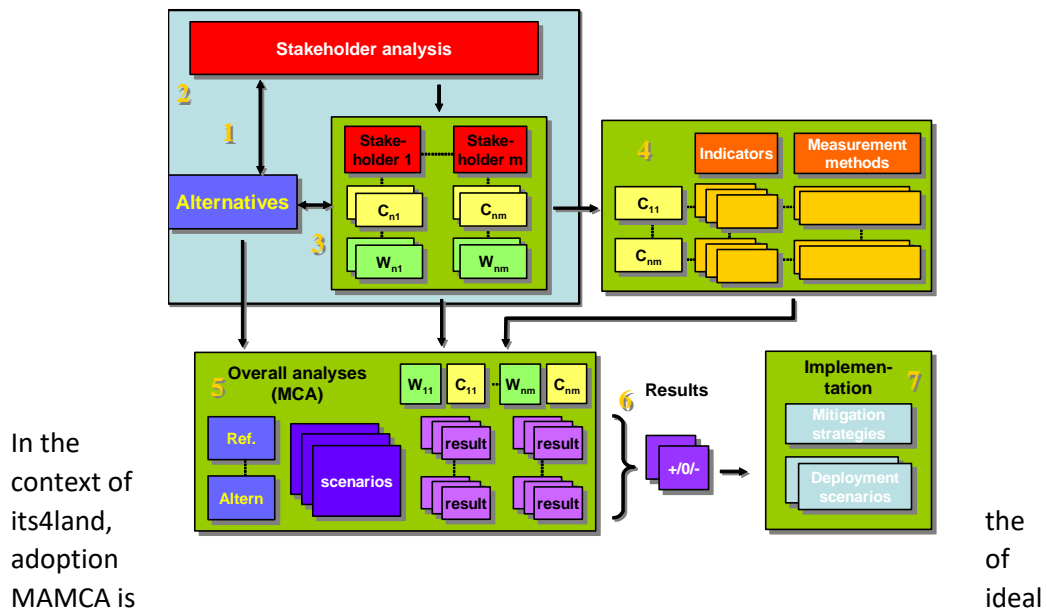 Stakeholder analysis
2
1
Stake-
holder 1
Stake-
holder m
4
Indicators
Measurement
methods
Alternatives
3
Cn1
Cnm
Wn1
Wnm
C11
Cnm
5
Overall analyses
(MCA)
W11
C11
Wnm
Cnm
Ref.
Altern
scenarios
result
result
result
result
6
Results
+/0/-
Implemen-
tation
7
Mitigation
strategies
Deployment
scenarios
In the
context of
its4land, the
adoption of
MAMCA is ideal